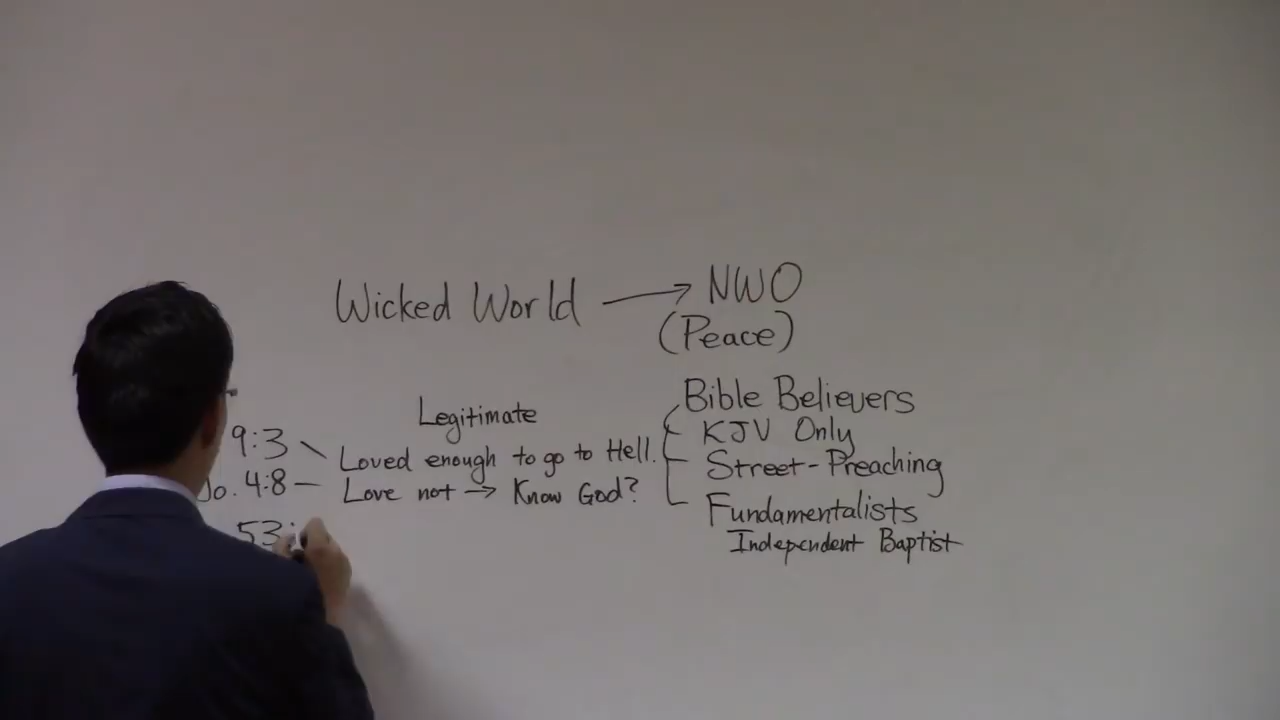 Wicked World → NWO
(Peace)
Legitimate
9:3 Loved enough to go to Hell.
Jo. 4:8 — Love not → Know God?
53:
Bible Believers
KJV Only
Street-Preaching
Fundamentalists
Independent Baptist